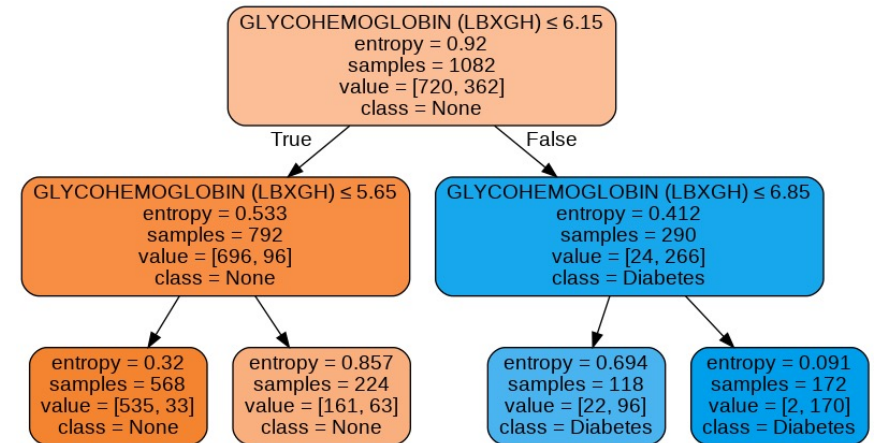 GLYCOHEMOGLOBIN (LBXGH) ≤ 6.15
entropy = 0.92
samples = 1082
value = [720, 362]
class = None
True
False
GLYCOHEMOGLOBIN (LBXGH) ≤ 5.65
entropy = 0.533
samples = 792
value = [696, 96]
class = None
GLYCOHEMOGLOBIN (LBXGH) ≤ 6.85
entropy = 0.412
samples = 290
value = [24, 266]
class = Diabetes
entropy = 0.32
samples = 568
value = [535, 33]
class = None
entropy = 0.857
samples = 224
value = [161, 63]
class = None
entropy = 0.694
samples = 118
value = [22, 96]
class = Diabetes
entropy = 0.091
samples = 172
value = [2, 170]
class = Diabetes